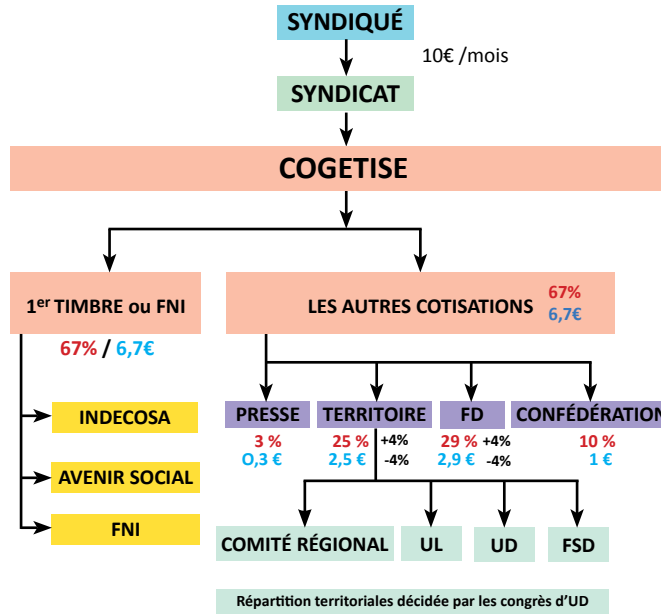 SYNDIQUÉ
10€ /mois
SYNDICAT
COGETISE
1er TIMBRE ou FNI
67% / 6,7€
LES AUTRES COTISATIONS
67%
6,7€
INDECOSA
AVENIR SOCIAL
FNI
PRESSE
3 %
O,3 €
TERRITOIRE
25 % +4%
2,5 € -4%
FD
29 % +4%
2,9 € -4%
CONFÉDÉRATION
10 %
1 €
COMITÉ RÉGIONAL
UL
UD
FSD
Répartition territoriales décidée par les congrès d'UD